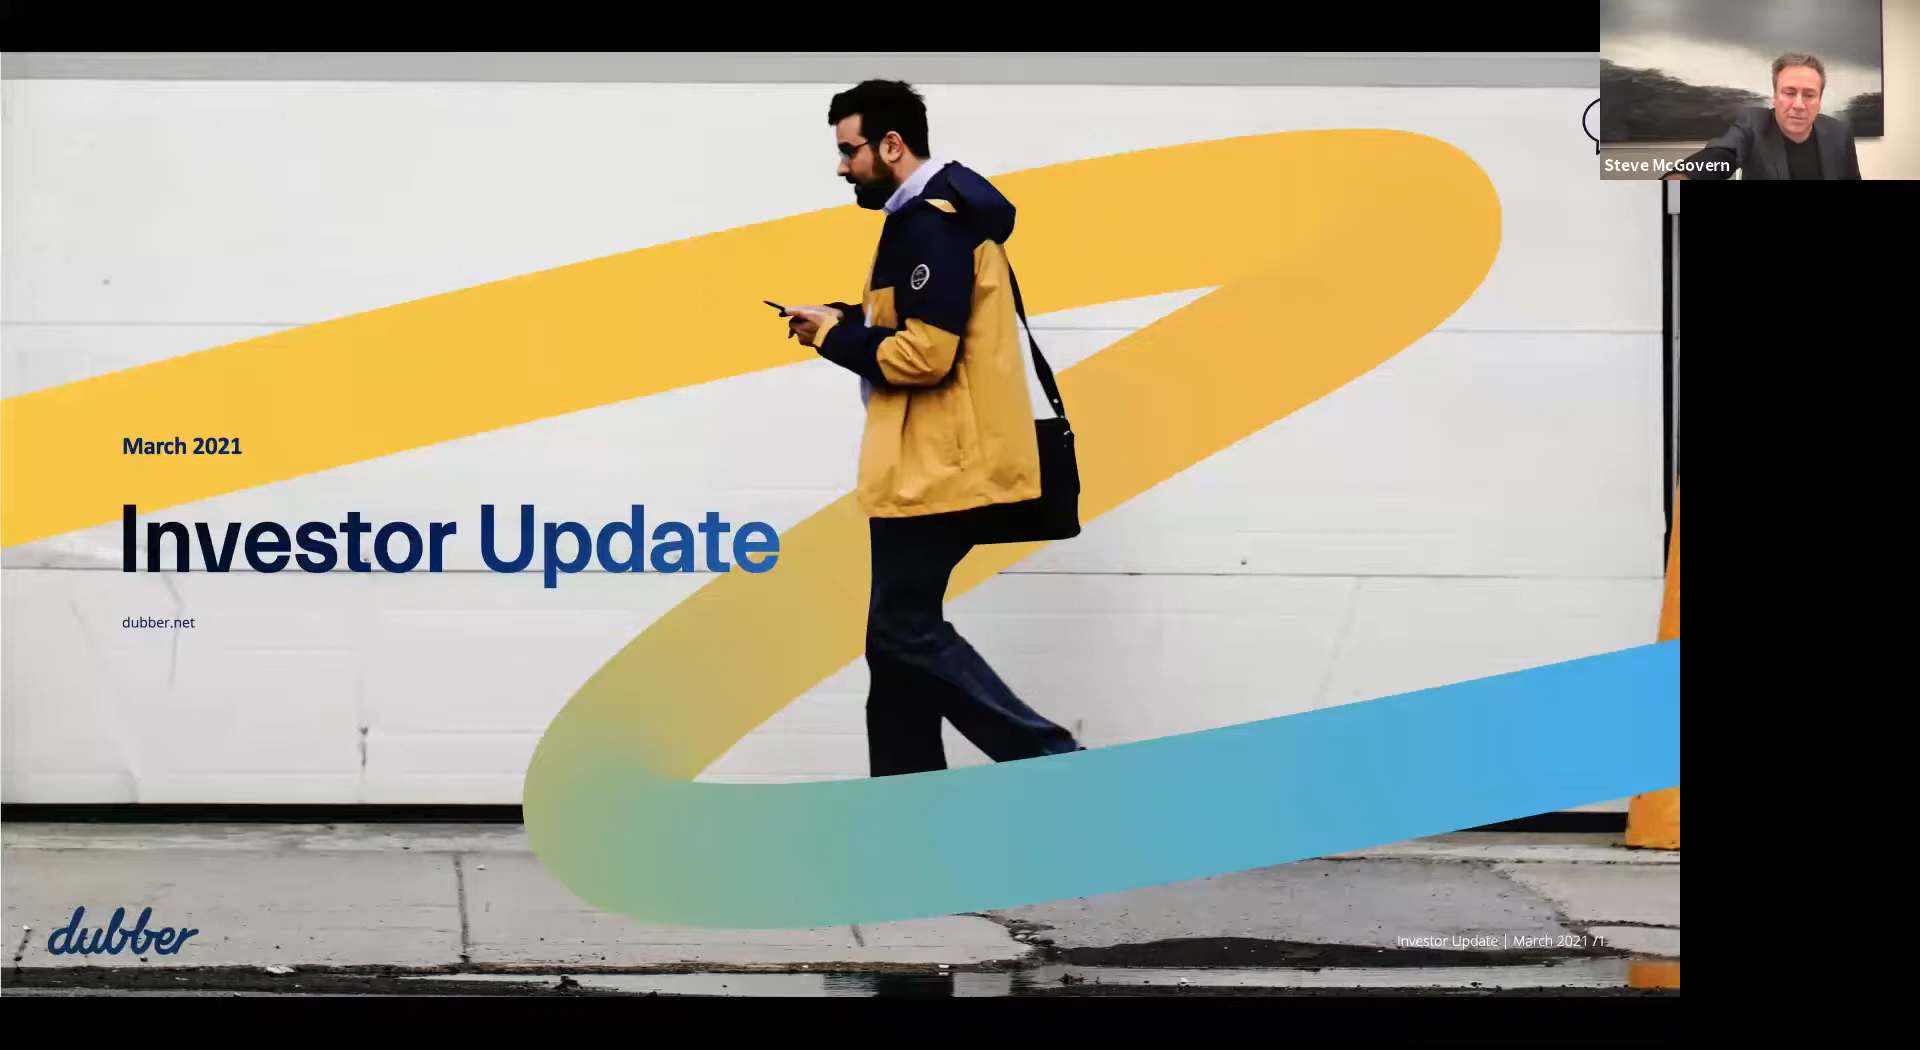 Steve McGovern
March 2021
Investor Update
dubber.net
dubber
Investor Update | March 2021 /1